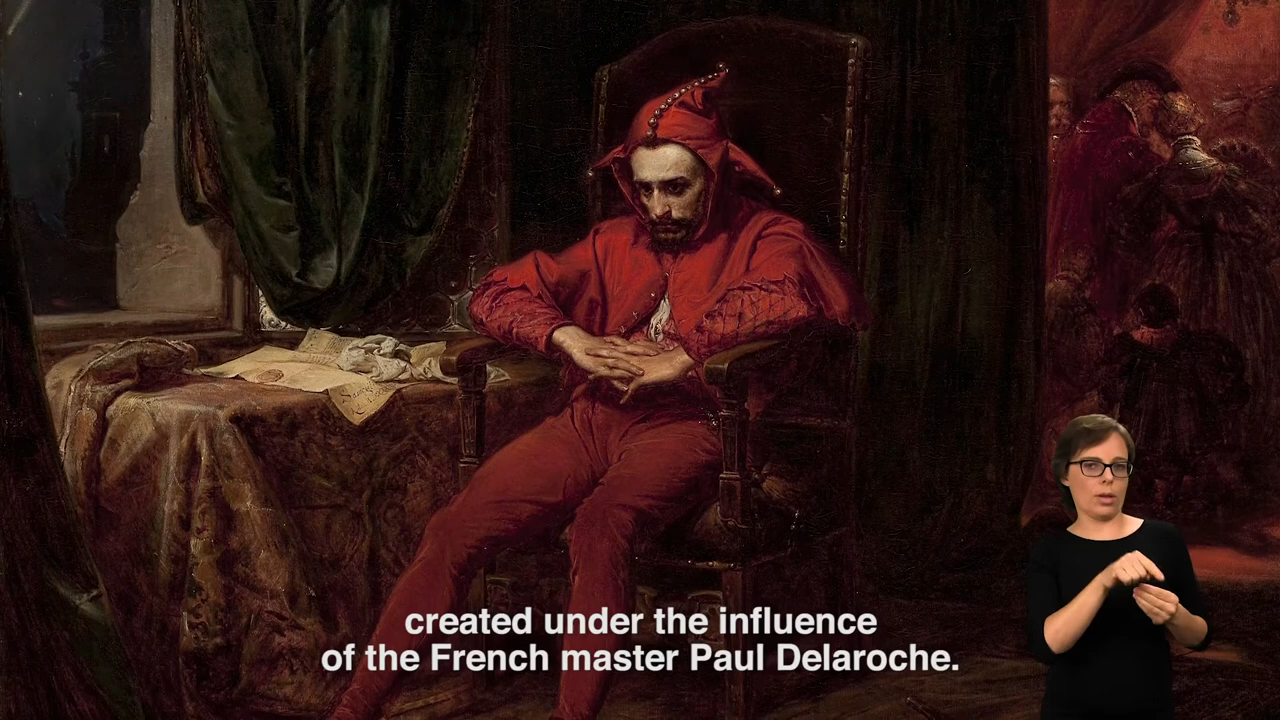 created under the influence
of the French master Paul Delaroche.